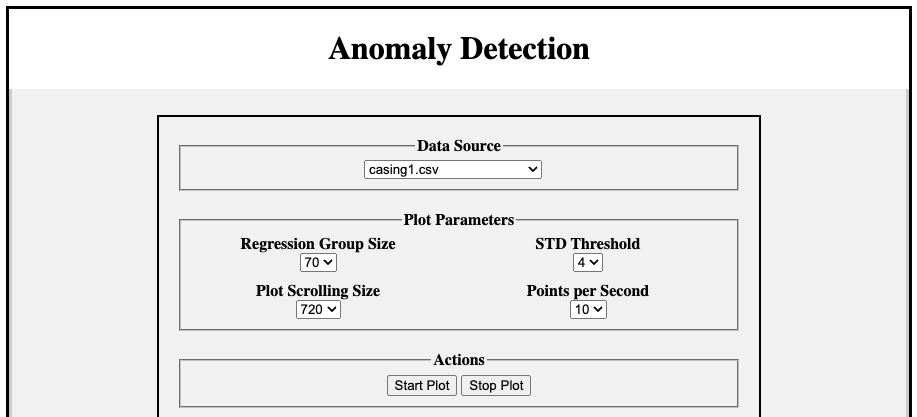 Anomaly Detection
Data Source
casing1.csv
Plot Parameters
Regression Group Size
STD Threshold
70
4
Plot Scrolling Size
Points per Second
720
10
Actions
Start Plot
Stop Plot